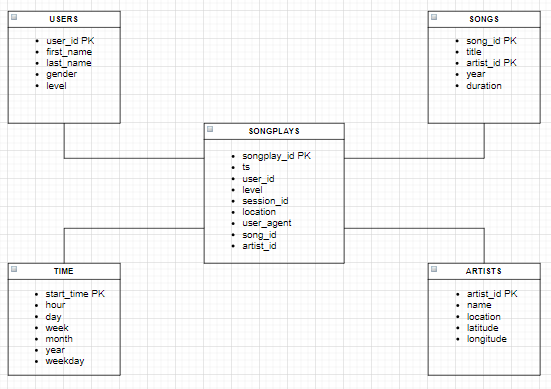 USERS
user_id PK
first_name
last_name
gender
level
SONGS
song_id PK
title
artist_id PK
year
duration
SONGPLAYS
songplay_id PK
ts
user_id
level
session_id
location
user_agent
song_id
artist_id
TIME
start_time PK
hour
day
week
month
year
weekday
ARTISTS
artist_id PK
name
location
latitude
longitude